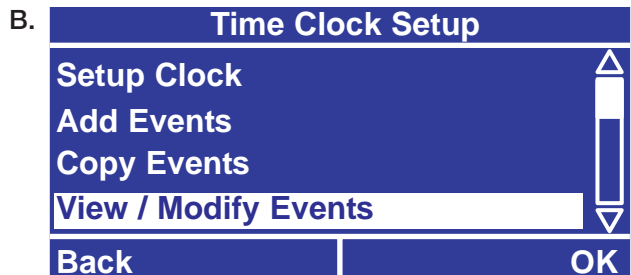 B.
Time Clock Setup
Setup Clock
Add Events
Copy Events
View / Modify Events
Back OK